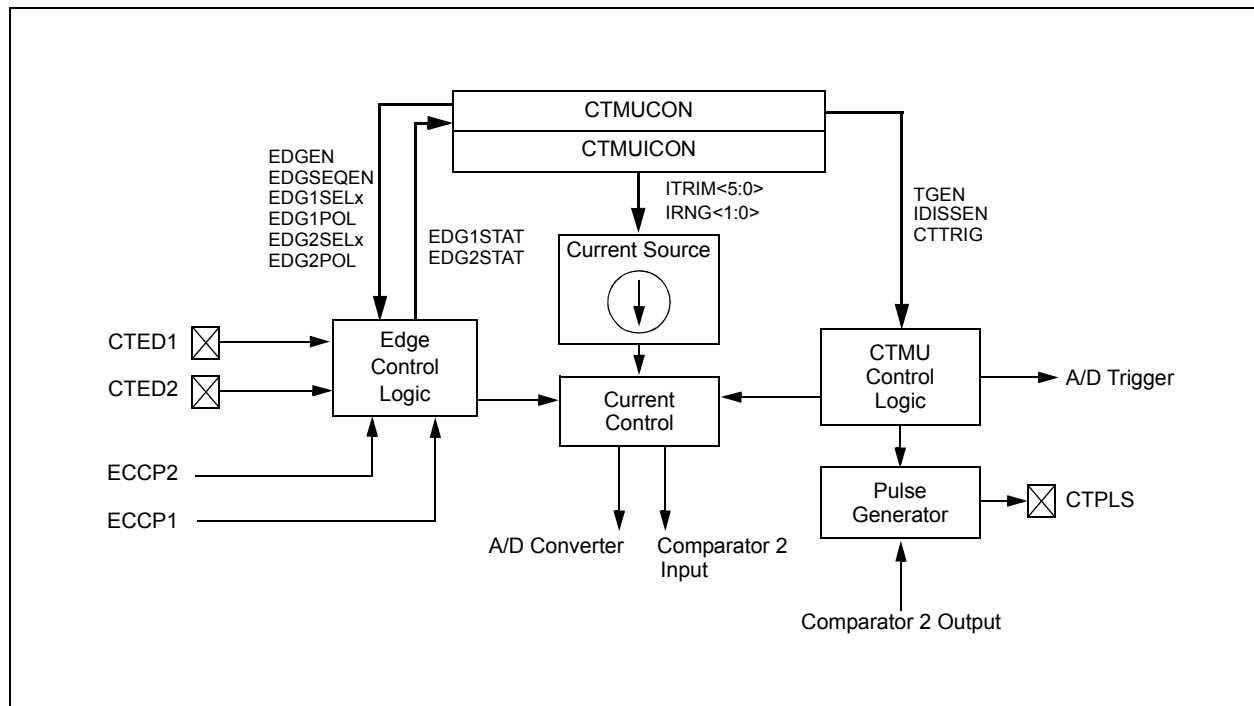 CTMUCON
CTMUICON
EDGEN
EDGSEQEN
EDG1SELx
EDG1POL
EDG2SELx
EDG2POL
EDG1STAT
EDG2STAT
ITRIM<5:0>
IRNG<1:0>
TGEN
IDISSEN
CTTRIG
Current Source
CTED1
CTED2
Edge
Control
Logic
Current
Control
CTMU
Control
Logic
A/D Trigger
ECCP2
ECCP1
Pulse
Generator
CTPLS
A/D Converter
Comparator 2
Input
Comparator 2 Output